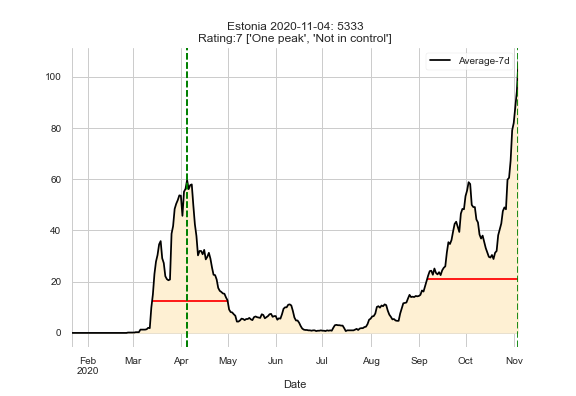 Estonia 2020-11-04: 5333
Rating:7 ['One peak', 'Not in control']
Average-7d
100
80
60
40
20
0
Feb
2020
Mar
Apr
May
Jun
Jul
Aug
Sep
Oct
Nov
Date